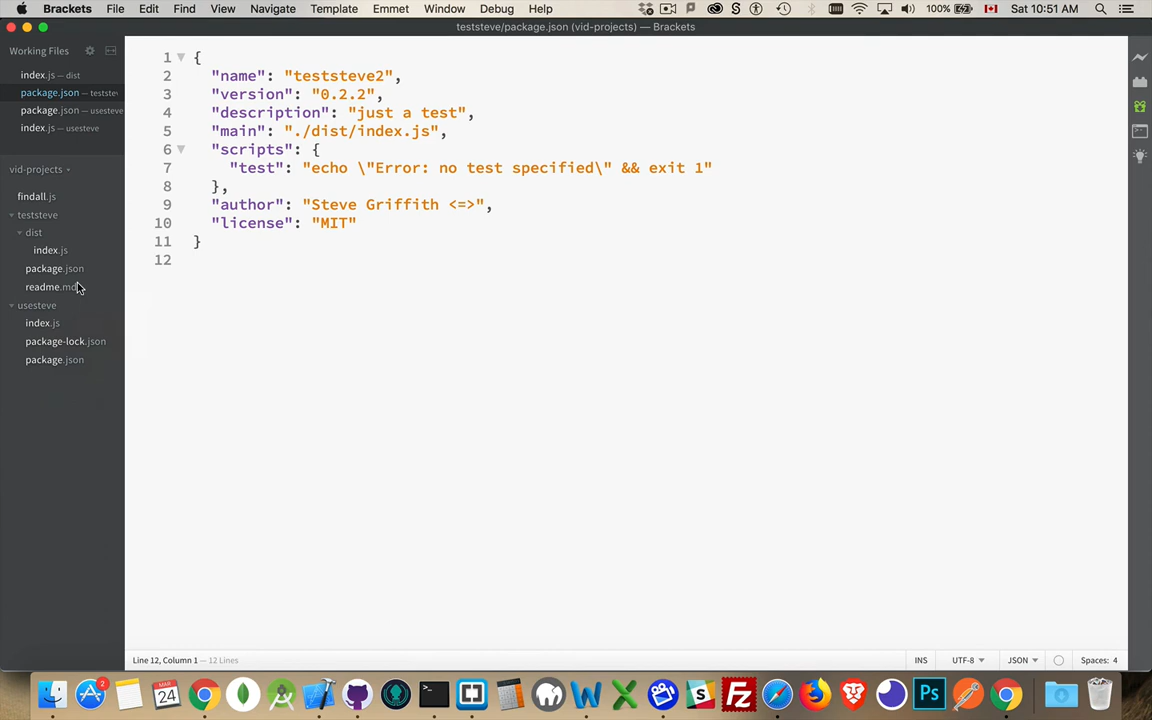 Brackets File Edit View Find Navigate Template Emmet Window Debug Help 100% Sat 10:51 AM
teststeve/package.json (vid-projects) — Brackets
Working Files
index.js — dist
package.json — testste
package.json — usesteve
index.js — usesteve
vid-projects
findall.js
teststeve
dist
index.js
package.json
readme.md
usesteve
index.js
package-lock.json
package.json
1 {
2 "name": "teststeve2",
3 "version": "0.2.2",
4 "description": "just a test",
5 "main": "./dist/index.js",
6 "scripts": {
7 "test": "echo \"Error: no test specified\" && exit 1"
8 },
9 "author": "Steve Griffith <=>",
10 "license": "MIT"
11 }
12
Line 12, Column 1 — 12 Lines INS UTF-8 JSON Spaces: 4
2
MAR
24
Ps